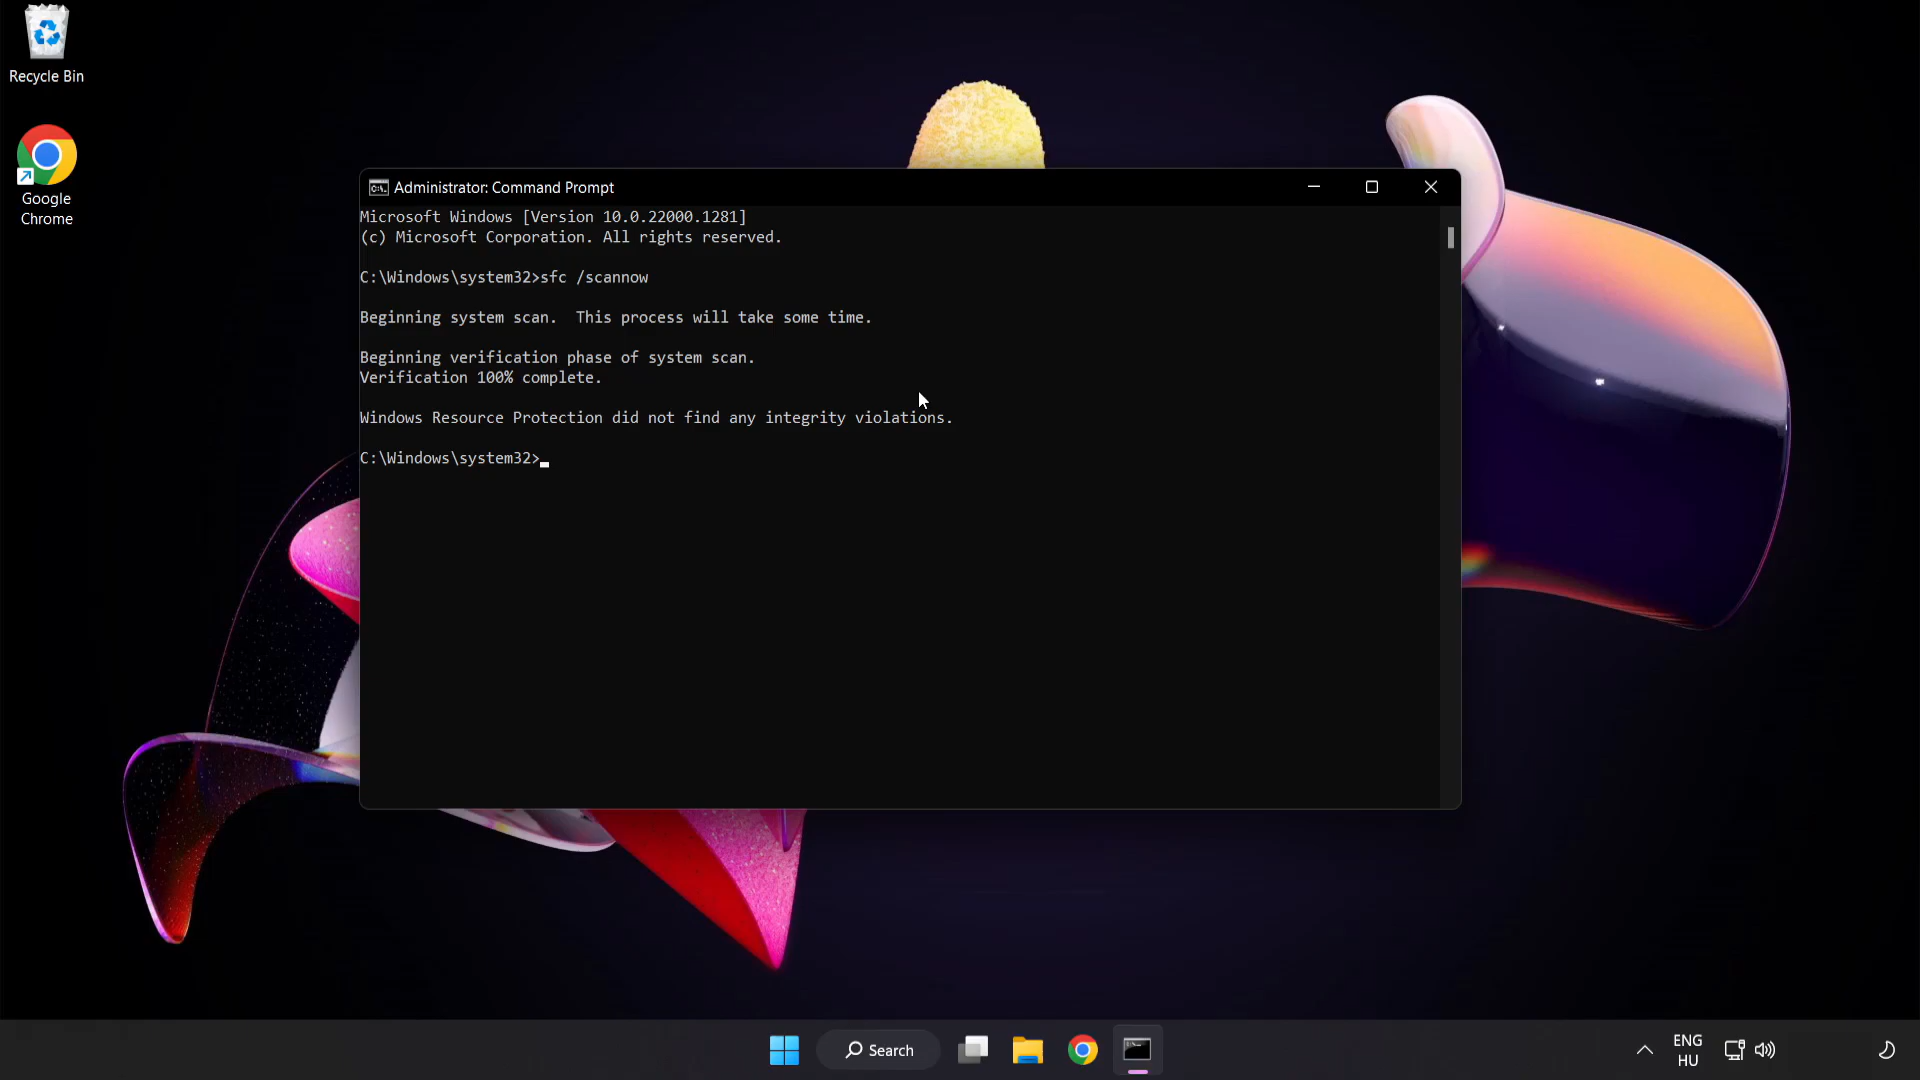 Recycle Bin
Google
Chrome
Administrator: Command Prompt
Microsoft Windows [Version 10.0.22000.1281]
(c) Microsoft Corporation. All rights reserved.
C:\Windows\system32>sfc /scannow
Beginning system scan.  This process will take some time.
Beginning verification phase of system scan.
Verification 100% complete.
Windows Resource Protection did not find any integrity violations.
C:\Windows\system32>
Search
ENG
HU